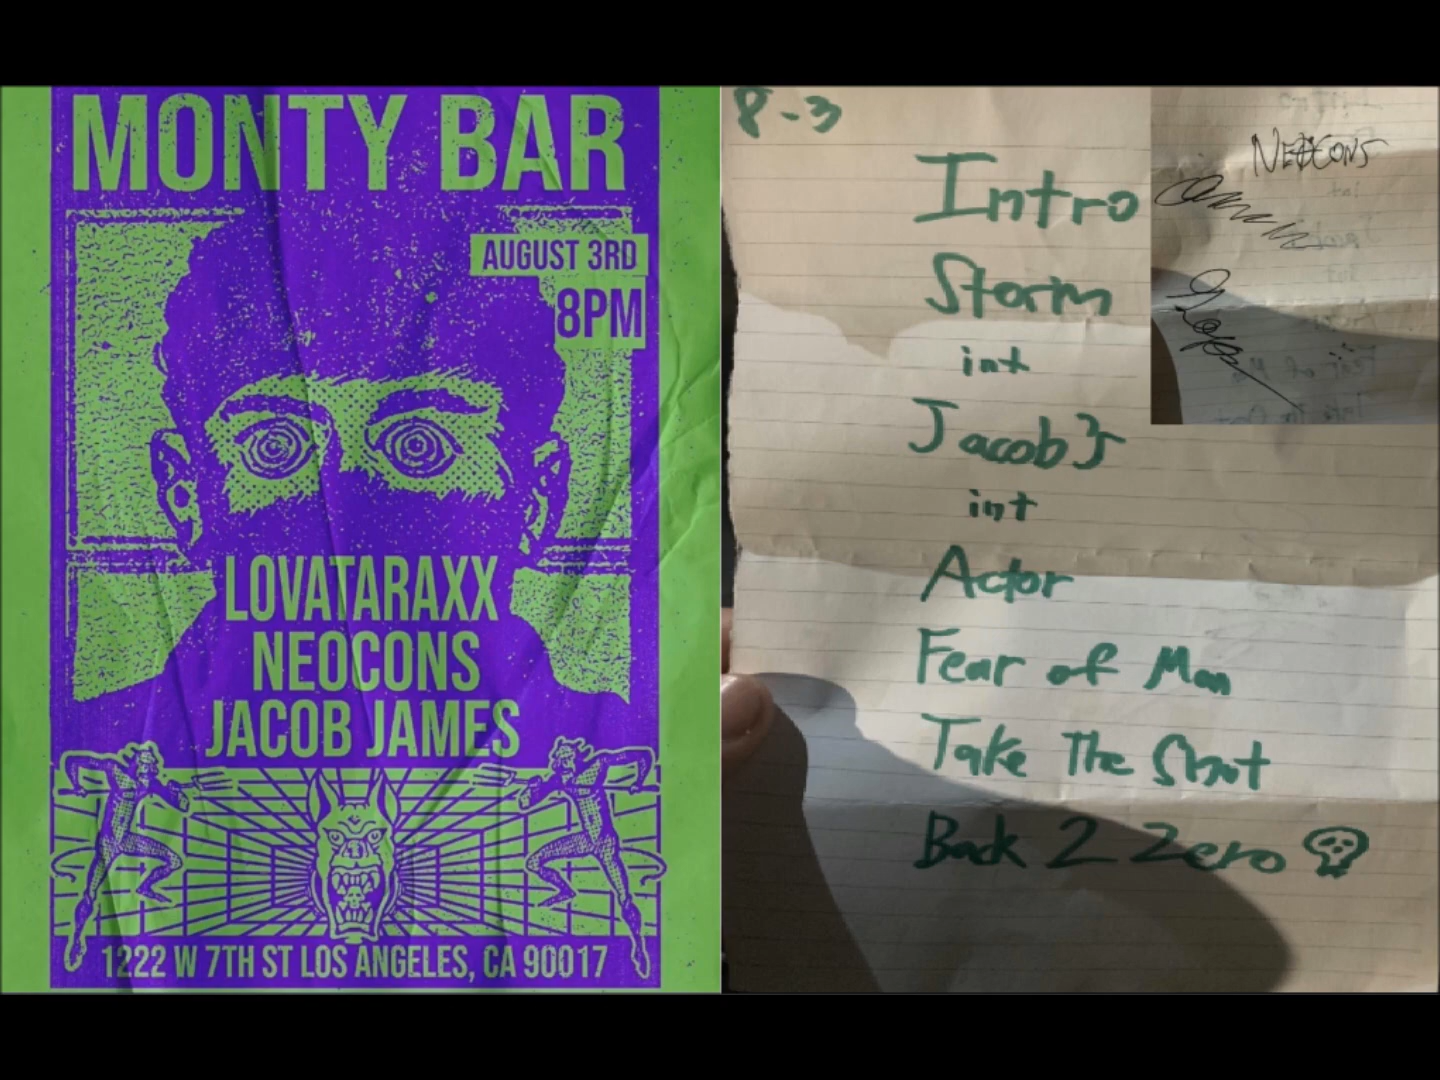 MONTY BAR
AUGUST 3RD
8PM
LOVATARAXX
NEOCONS
JACOB JAMES
1222 W 7TH ST LOS ANGELES, CA 90017
8-3
Intro
Storm
int
Jacob's
int
Actor
Fear of Man
Take The Shot
Back 2 Zero
NEOCONS